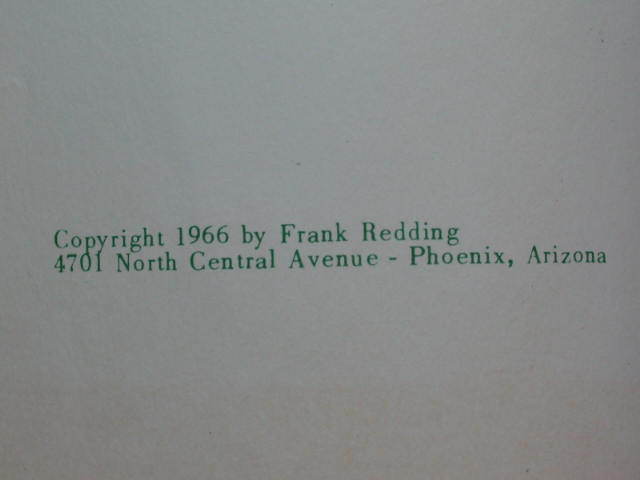 Copyright 1966 by Frank Redding
4701 North Central Avenue - Phoenix, Arizona